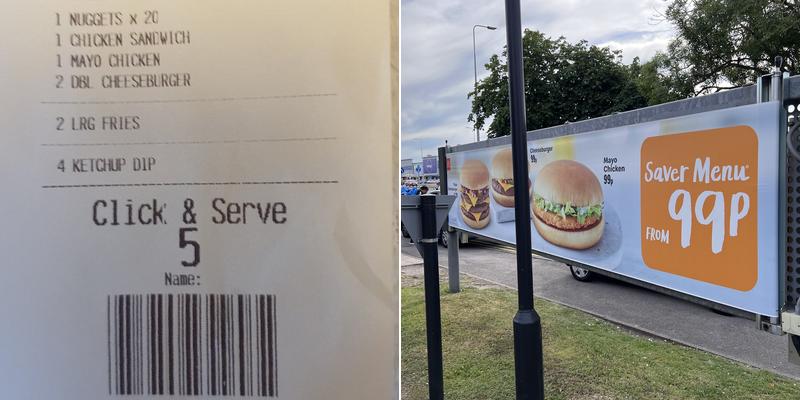 1 NUGGETS x 20
1 CHICKEN SANDWICH
1 MAYO CHICKEN
2 DBL CHEESEBURGER
2 LRG FRIES
4 KETCHUP DIP
Click & Serve
5
Name:
Cheeseburger
99p
Mayo
Chicken
99p
Saver Menu
FROM 99p